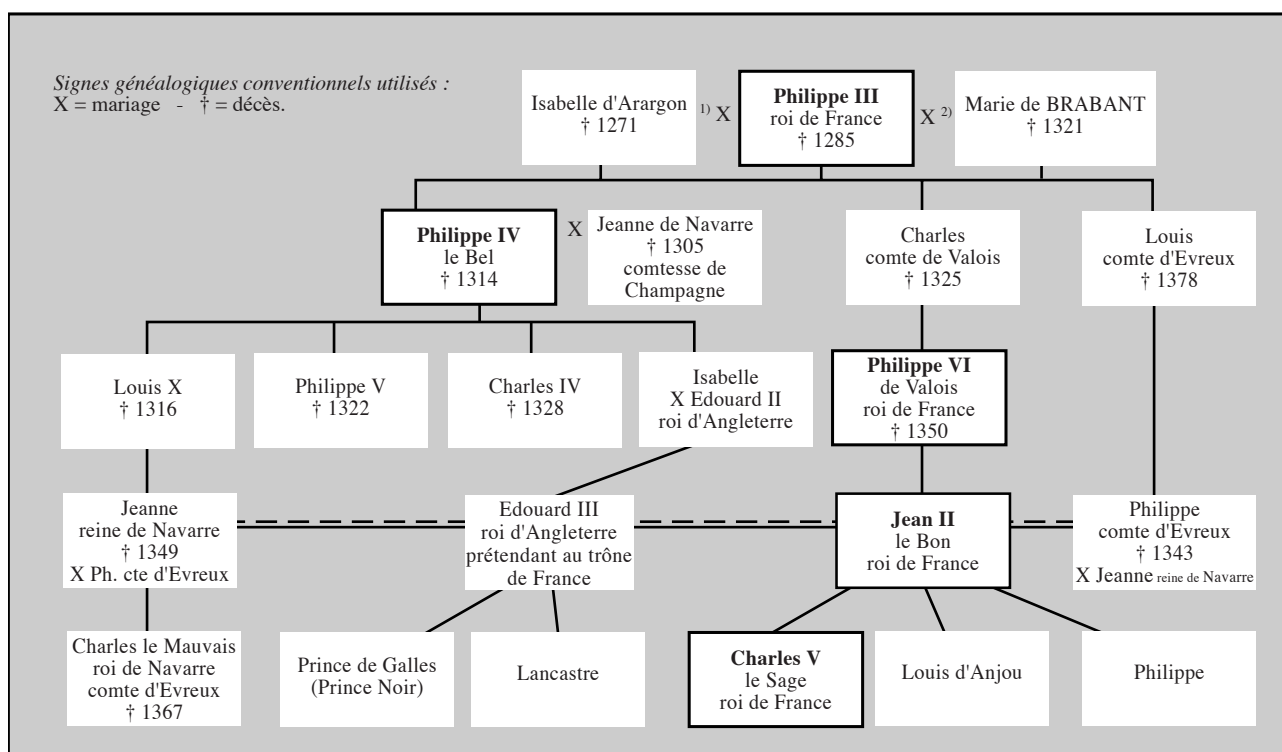 Signes généalogiques conventionnels utilisés :
X = mariage - † = décès.
Isabelle d'Arargon
† 1271
1) X
Philippe III
roi de France
† 1285
X 2)
Marie de BRABANT
† 1321
Philippe IV
le Bel
† 1314
X
Jeanne de Navarre
† 1305
comtesse de
Champagne
Charles
comte de Valois
† 1325
Louis
comte d'Evreux
† 1378
Louis X
† 1316
Philippe V
† 1322
Charles IV
† 1328
Isabelle
X Edouard II
roi d'Angleterre
Philippe VI
de Valois
roi de France
† 1350
Jeanne
reine de Navarre
† 1349
X Ph. cte d'Evreux
Edouard III
roi d'Angleterre
prétendant au trône
de France
Jean II
le Bon
roi de France
Philippe
comte d'Evreux
† 1343
X Jeanne reine de Navarre
Charles le Mauvais
roi de Navarre
comte d'Evreux
† 1367
Prince de Galles
(Prince Noir)
Lancastre
Charles V
le Sage
roi de France
Louis d'Anjou
Philippe